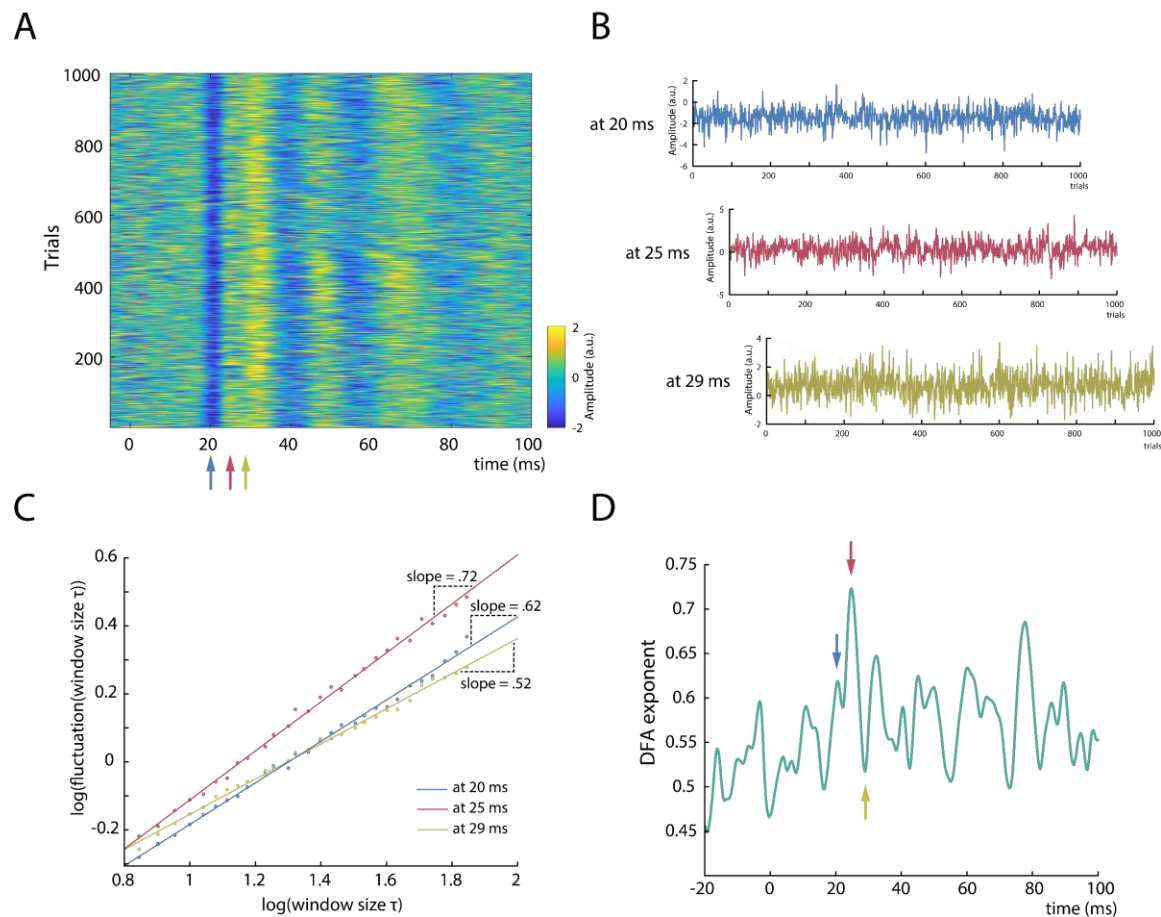 A
1000
800
600
400
200
Trials
0
20
40
60
80
100
time (ms)
2
0
-2
Amplitude (a.u.)
B
at 20 ms
Amplitude (a.u.)
2
0
-2
-4
-6
0
200
400
600
800
1000
trials
at 25 ms
Amplitude (a.u.)
5
0
-5
0
200
400
600
800
1000
trials
at 29 ms
Amplitude (a.u.)
4
2
0
-2
0
200
400
600
800
1000
trials
C
log(fluctuation(window size τ))
0.6
0.4
0.2
0
-0.2
slope = .72
slope = .62
slope = .52
at 20 ms
at 25 ms
at 29 ms
0.8
1
1.2
1.4
1.6
1.8
2
log(window size τ)
D
DFA exponent
0.75
0.7
0.65
0.6
0.55
0.5
0.45
-20
0
20
40
60
80
100
time (ms)